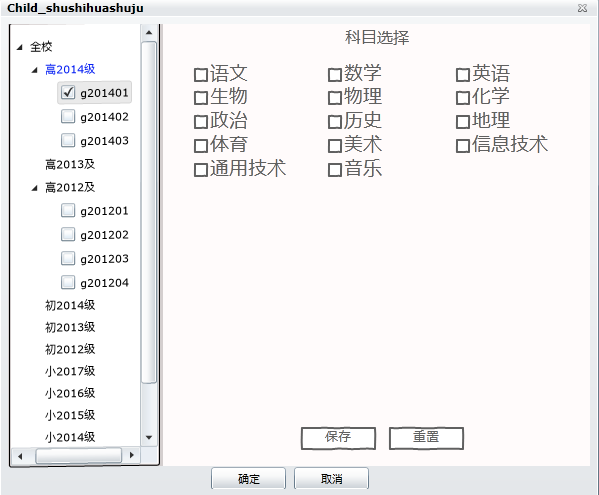 Child_shushihuashuju
全校
高2014级
g201401
g201402
g201403
高2013及
高2012及
g201201
g201202
g201203
g201204
初2014级
初2013级
初2012级
小2017级
小2016级
小2015级
小2014级
科目选择
语文 数学 英语
生物 物理 化学
政治 历史 地理
体育 美术 信息技术
通用技术 音乐
保存 重置
确定 取消